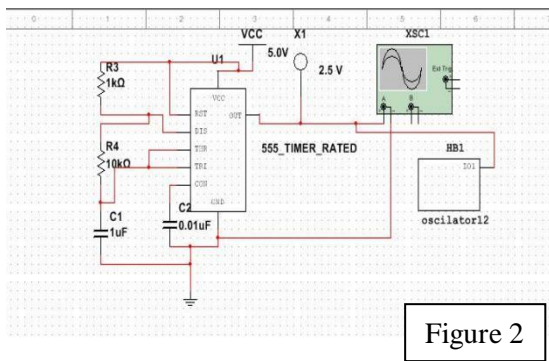 0 1 2 3 4 5 6
VCC
5.0V
X1
2.5 V
XSC1
Ext Trig
A
B
U1
R3
1kΩ
VCC
RST
OUT
DIS
THR
TRI
CON
GND
555_TIMER_RATED
R4
10kΩ
HB1
IO1
oscilator12
C1
1uF
C2
0.01uF
Figure 2